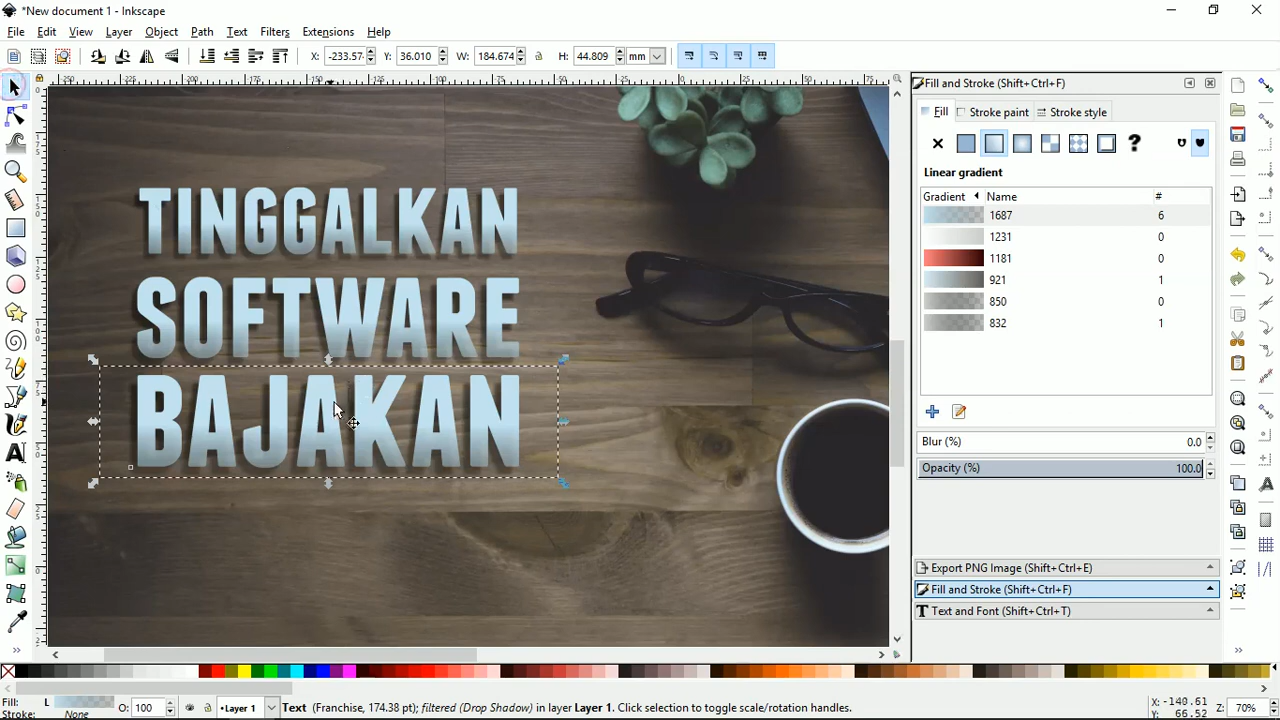 *New document 1 - Inkscape
File Edit View Layer Object Path Text Filters Extensions Help
X: -233.57 Y: 36.010 W: 184.674 H: 44.809 mm
Fill and Stroke (Shift+Ctrl+F)
Fill Stroke paint Stroke style
Linear gradient
Gradient Name #
1687 6
1231 0
1181 0
921 1
850 0
832 1
TINGGALKAN
SOFTWARE
BAJAKAN
Blur (%) 0.0
Opacity (%) 100.0
Export PNG Image (Shift+Ctrl+E)
Fill and Stroke (Shift+Ctrl+F)
Text and Font (Shift+Ctrl+T)
Fill: L O: 100 Layer 1 Text (Franchise, 174.38 pt); filtered (Drop Shadow) in layer Layer 1. Click selection to toggle scale/rotation handles. X: -140.61 Z: 70%
Stroke: None Y: 66.52